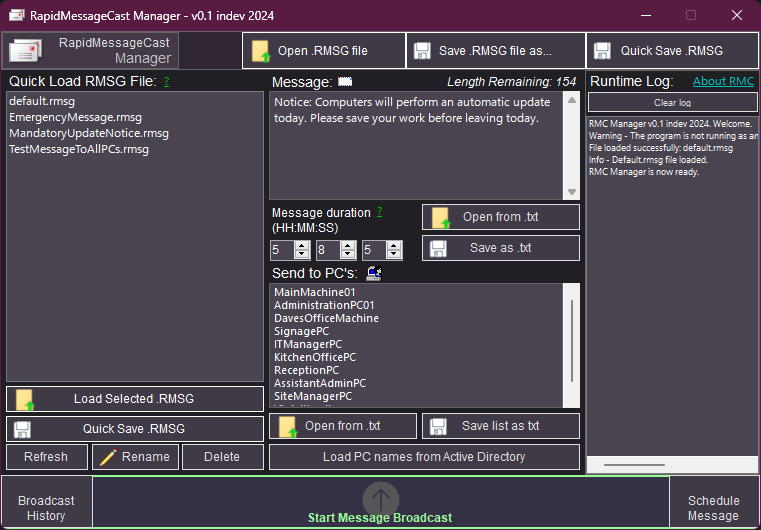 RapidMessageCast Manager - v0.1 indev 2024
RapidMessageCast
Manager
Open .RMSG file
Save .RMSG file as...
Quick Save .RMSG
Quick Load RMSG File: ?
default.rmsg
EmergencyMessage.rmsg
MandatoryUpdateNotice.rmsg
TestMessageToAllPCs.rmsg
Load Selected .RMSG
Quick Save .RMSG
Refresh
Rename
Delete
Message:
Length Remaining: 154
Notice: Computers will perform an automatic update
today. Please save your work before leaving today.
Message duration ?
(HH:MM:SS)
5
8
5
Open from .txt
Save as .txt
Send to PC's:
MainMachine01
AdministrationPC01
DavesOfficeMachine
SignagePC
ITManagerPC
KitchenOfficePC
ReceptionPC
AssistantAdminPC
SiteManagerPC
Open from .txt
Save list as txt
Load PC names from Active Directory
Runtime Log:
About RMC
Clear log
RMC Manager v0.1 indev 2024. Welcome.
Warning - The program is not running as an
File loaded successfully: default.rmsg
Info - Default.rmsg file loaded.
RMC Manager is now ready.
Broadcast
History
Start Message Broadcast
Schedule
Message